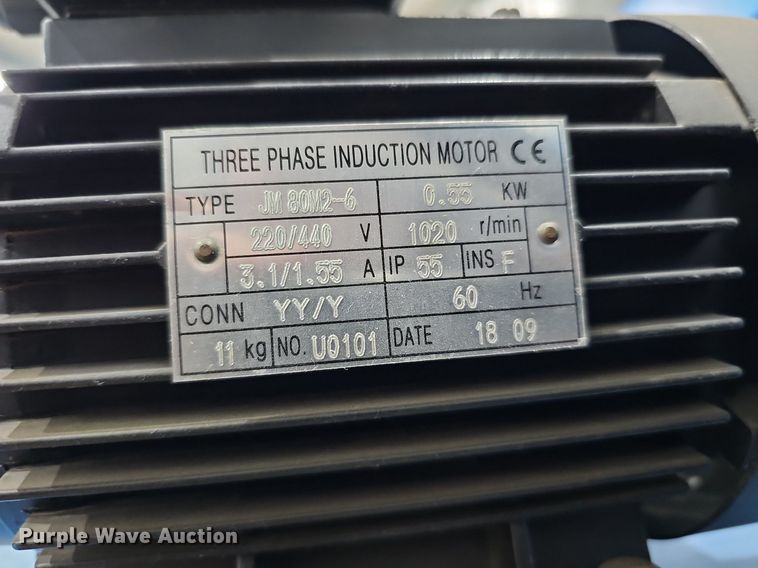 THREE PHASE INDUCTION MOTOR CE
TYPE JM 80M2-6 0.55 KW
220/440 V 1020 r/min
3.1/1.55 A IP 55 INS F
CONN YY/Y 60 Hz
11 kg NO. U0101 DATE 18 09
Purple Wave Auction